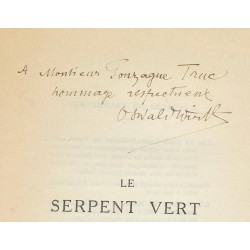 A Monsieur Gonzague Truc
hommage respectueux
Oswald Wirth
LE
SERPENT VERT